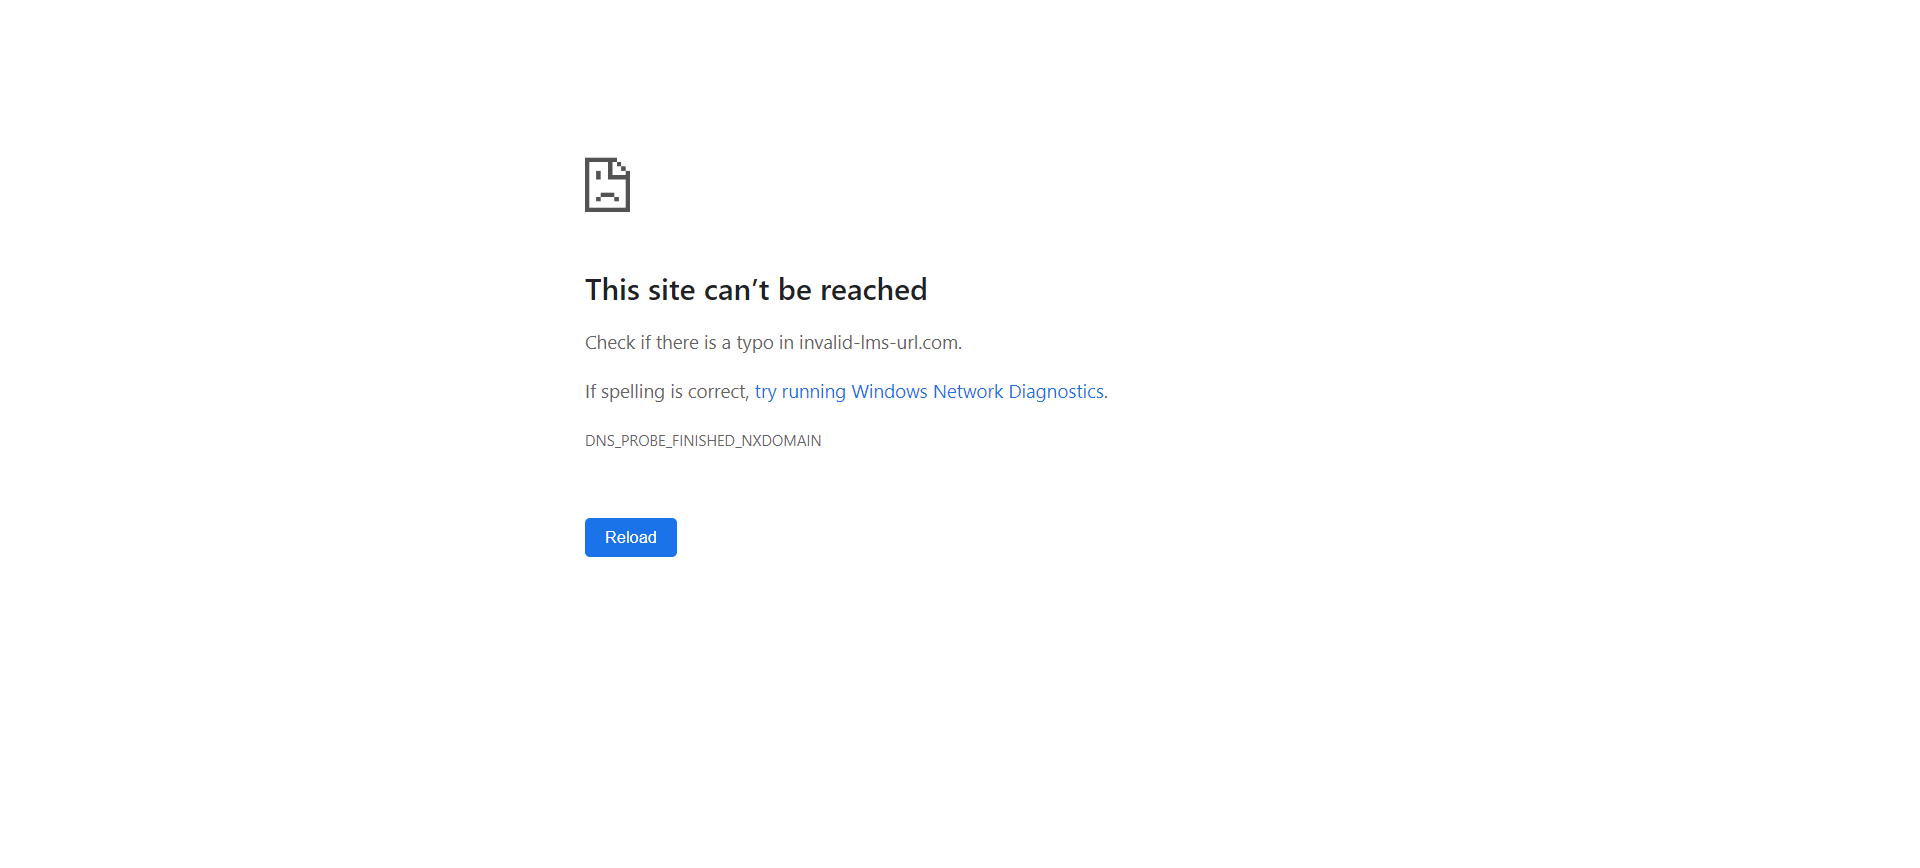 This site can’t be reached
Check if there is a typo in invalid-lms-url.com.
If spelling is correct, try running Windows Network Diagnostics.
DNS_PROBE_FINISHED_NXDOMAIN
Reload